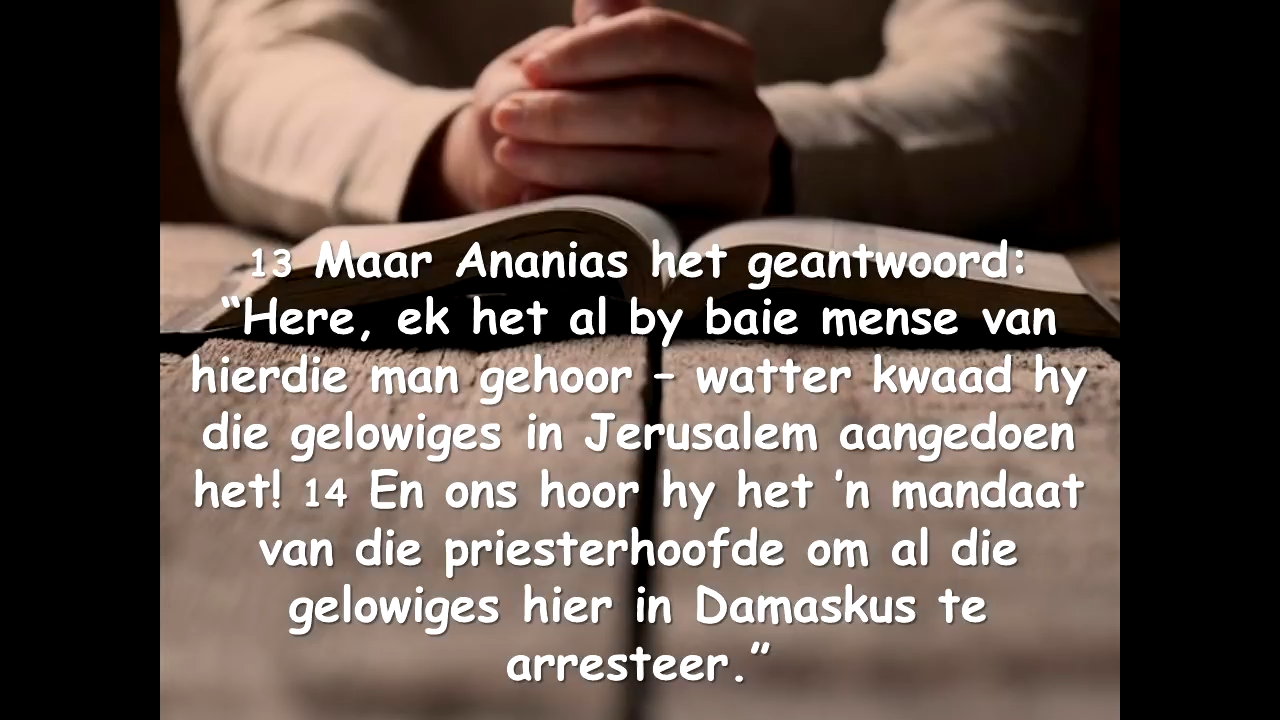 13 Maar Ananias het geantwoord:
“Here, ek het al by baie mense van
hierdie man gehoor – watter kwaad hy
die gelowiges in Jerusalem aangedoen
het! 14 En ons hoor hy het ’n mandaat
van die priesterhoofde om al die
gelowiges hier in Damaskus te
arresteer.”